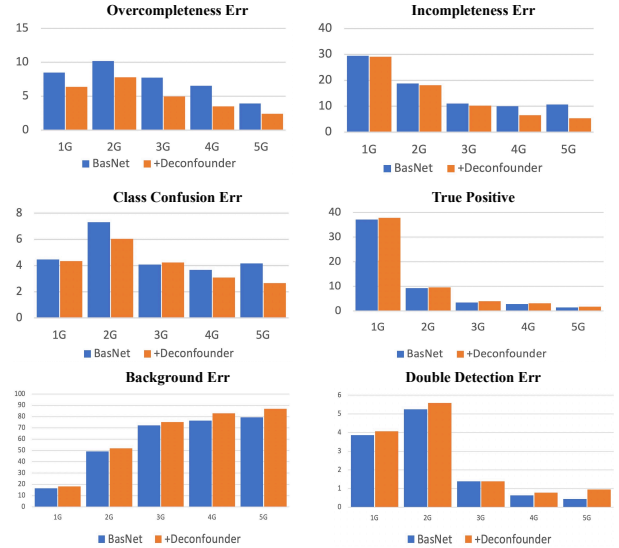 Overcompleteness Err
15
10
5
0
1G 2G 3G 4G 5G
BasNet +Deconfounder
Incompleteness Err
40
30
20
10
0
1G 2G 3G 4G 5G
BasNet +Deconfounder
Class Confusion Err
8
6
4
2
0
1G 2G 3G 4G 5G
BasNet +Deconfounder
True Positive
40
30
20
10
0
1G 2G 3G 4G 5G
BasNet +Deconfounder
Background Err
100
90
80
70
60
50
40
30
20
10
0
1G 2G 3G 4G 5G
BasNet +Deconfounder
Double Detection Err
6
5
4
3
2
1
0
1G 2G 3G 4G 5G
BasNet +Deconfounder